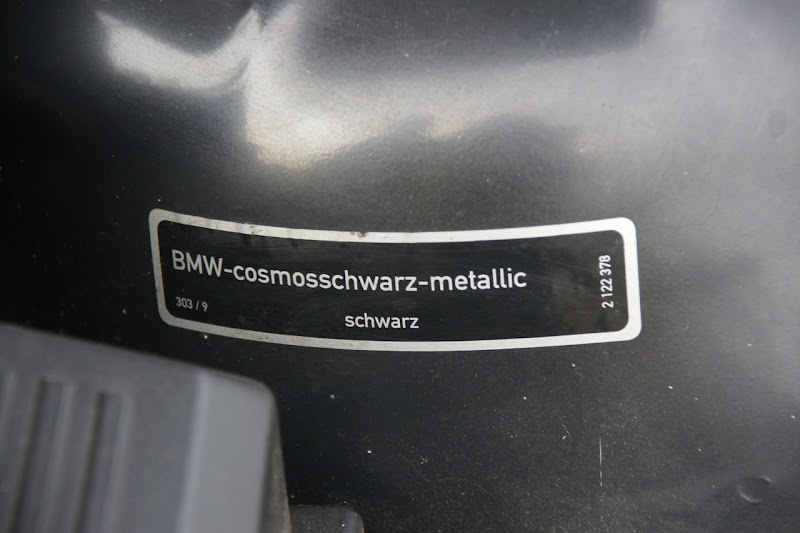 BMW-cosmosschwarz-metallic
303 / 9
schwarz
2 122 378